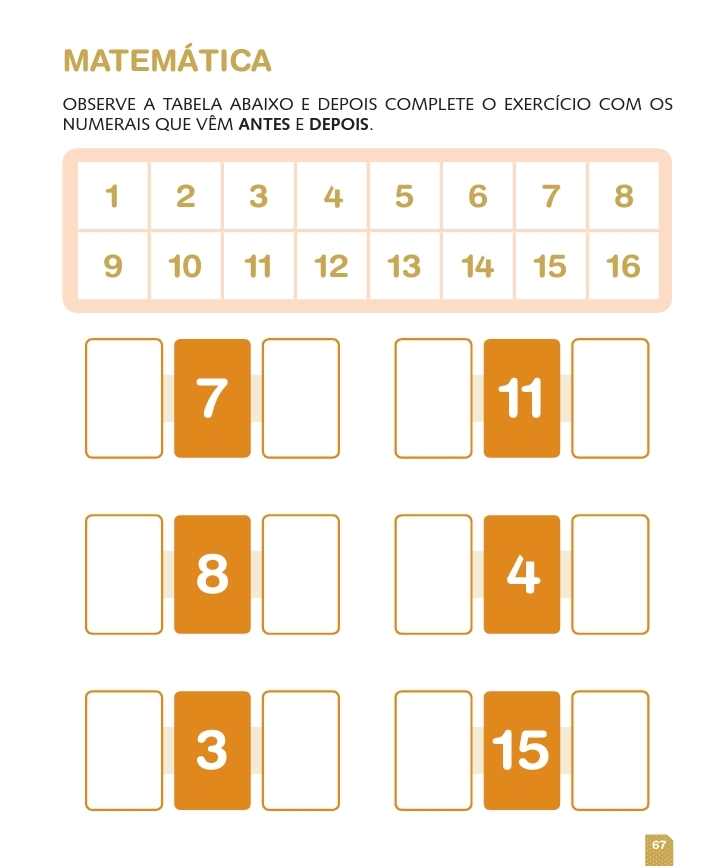 MATEMÁTICA
OBSERVE A TABELA ABAIXO E DEPOIS COMPLETE O EXERCÍCIO COM OS
NUMERAIS QUE VÊM ANTES E DEPOIS.
1 2 3 4 5 6 7 8
9 10 11 12 13 14 15 16
7 11
8 4
3 15
67